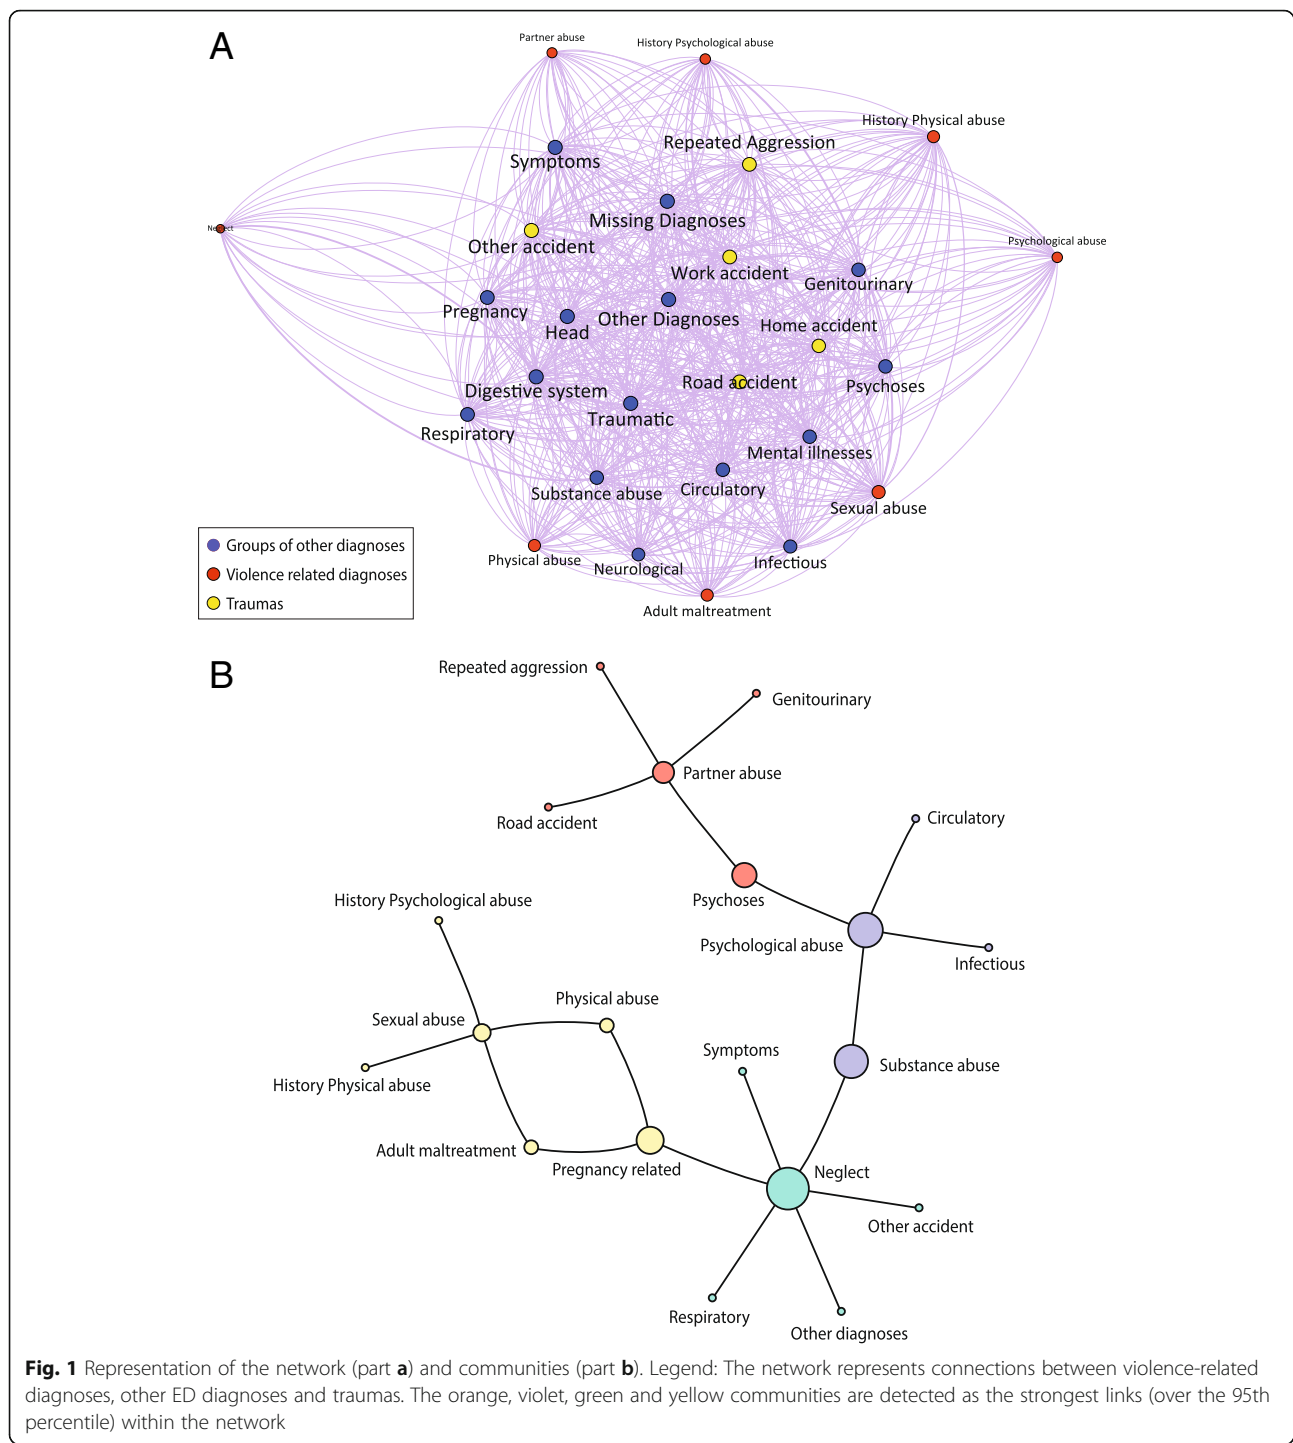 A
Partner abuse
History Psychological abuse
History Physical abuse
Repeated Aggression
Symptoms
Missing Diagnoses
Neglect
Other accident
Psychological abuse
Work accident
Genitourinary
Pregnancy
Head
Other Diagnoses
Home accident
Road accident
Psychoses
Digestive system
Traumatic
Respiratory
Mental illnesses
Substance abuse
Circulatory
Sexual abuse
Physical abuse
Neurological
Infectious
Adult maltreatment
Groups of other diagnoses
Violence related diagnoses
Traumas
B
Repeated aggression
Genitourinary
Partner abuse
Road accident
Circulatory
Psychoses
History Psychological abuse
Psychological abuse
Infectious
Physical abuse
Sexual abuse
Symptoms
Substance abuse
History Physical abuse
Adult maltreatment
Pregnancy related
Neglect
Other accident
Respiratory
Other diagnoses
Fig. 1 Representation of the network (part a) and communities (part b). Legend: The network represents connections between violence-related
diagnoses, other ED diagnoses and traumas. The orange, violet, green and yellow communities are detected as the strongest links (over the 95th
percentile) within the network